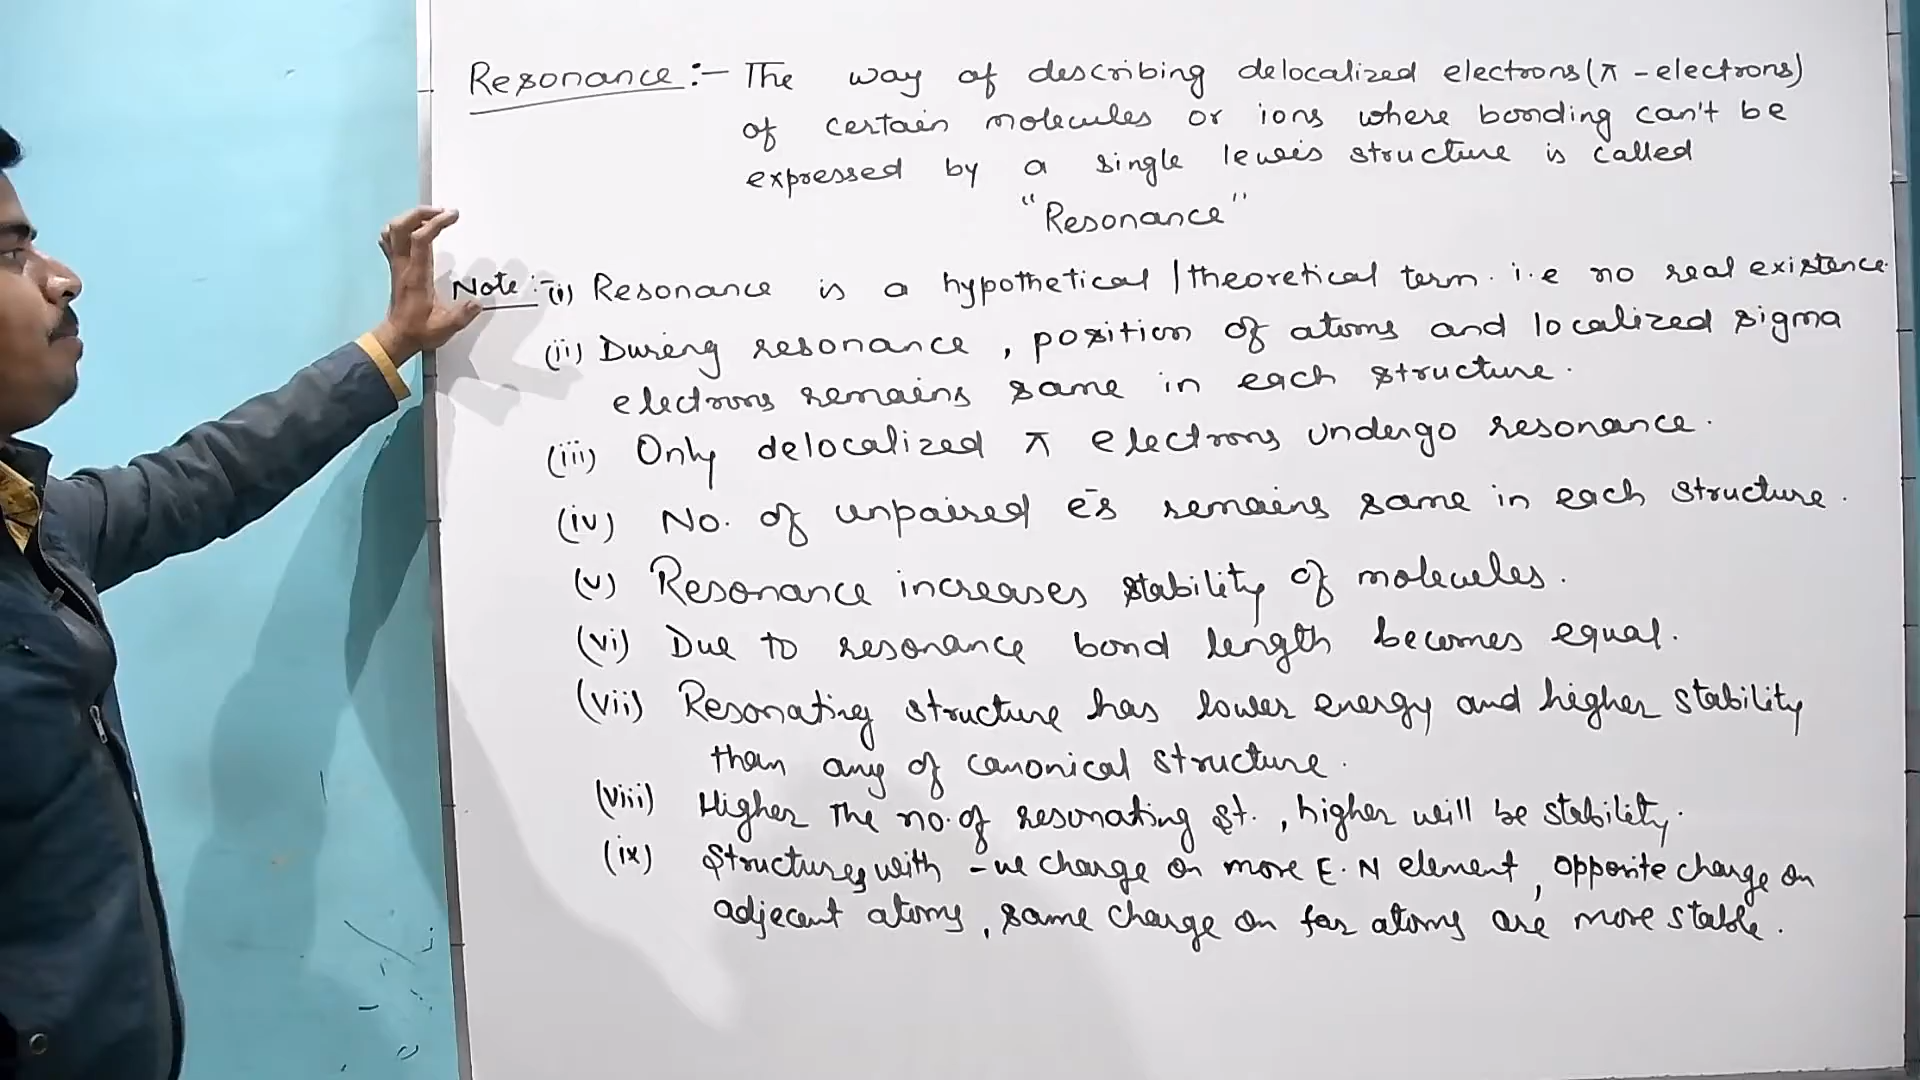 Resonance :- The way of describing delocalized electrons (π - electrons)
of certain molecules or ions where bonding can't be
expressed by a single lewis structure is called
"Resonance"
Note :- (i) Resonance is a hypothetical / theoretical term. i.e no real existence.
(ii) During resonance , position of atoms and localized sigma
electrons remains same in each structure.
(iii) Only delocalized π electrons undergo resonance.
(iv) No. of unpaired e⁻s remains same in each structure.
(v) Resonance increases stability of molecules.
(vi) Due to resonance bond length becomes equal.
(vii) Resonating structure has lower energy and higher stability
than any of canonical structure.
(viii) Higher The no. of resonating st. , higher will be stability.
(ix) Structures with -ve charge on more E.N element , opposite charge on
adjecant atoms , same charge on far atoms are more stable.